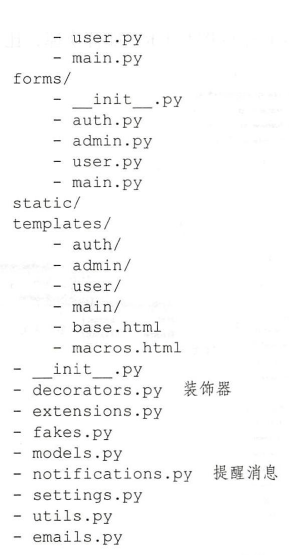 - user.py
    - main.py
forms/
    - __init__.py
    - auth.py
    - admin.py
    - user.py
    - main.py
static/
templates/
    - auth/
    - admin/
    - user/
    - main/
    - base.html
    - macros.html
- __init__.py
- decorators.py 装饰器
- extensions.py
- fakes.py
- models.py
- notifications.py 提醒消息
- settings.py
- utils.py
- emails.py